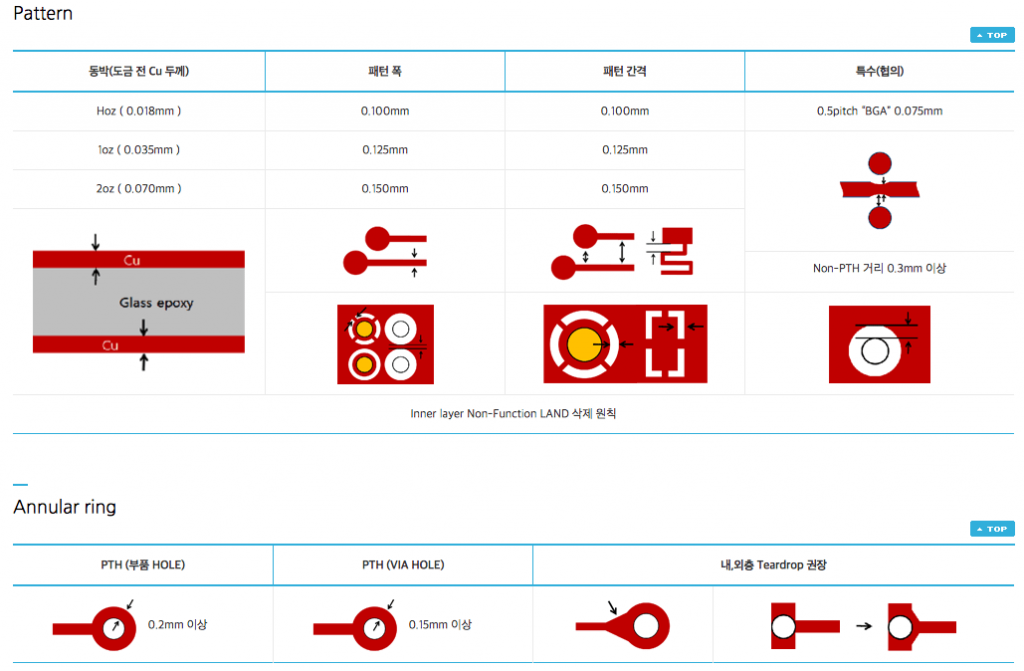 Pattern
TOP
동박(도금 전 Cu 두께) 패턴 폭 패턴 간격 특수(협의)
Hoz ( 0.018mm ) 0.100mm 0.100mm 0.5pitch "BGA" 0.075mm
1oz ( 0.035mm ) 0.125mm 0.125mm
2oz ( 0.070mm ) 0.150mm 0.150mm
Cu
Glass epoxy
Cu
Non-PTH 거리 0.3mm 이상
Inner layer Non-Function LAND 삭제 원칙
Annular ring
TOP
PTH (부품 HOLE) PTH (VIA HOLE) 내,외층 Teardrop 권장
0.2mm 이상 0.15mm 이상